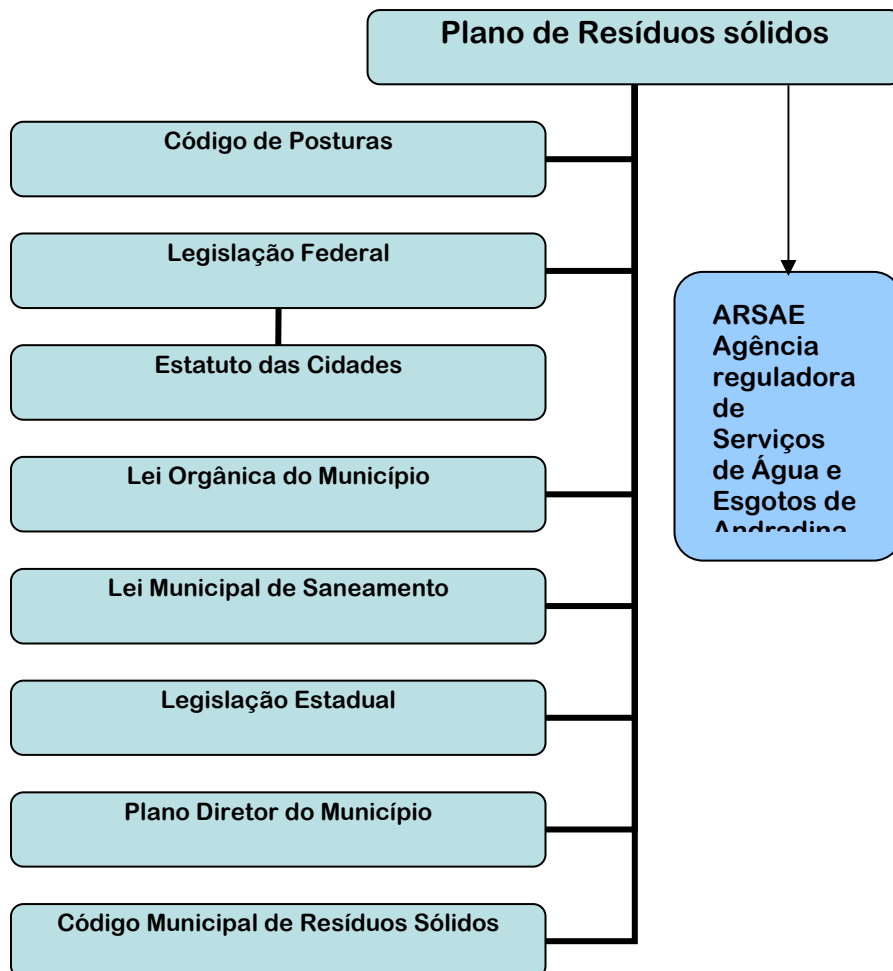 Plano de Resíduos sólidos
Código de Posturas
Legislação Federal
Estatuto das Cidades
Lei Orgânica do Município
Lei Municipal de Saneamento
Legislação Estadual
Plano Diretor do Município
Código Municipal de Resíduos Sólidos
ARSAE
Agência
reguladora
de
Serviços
de Água e
Esgotos de
Andradina